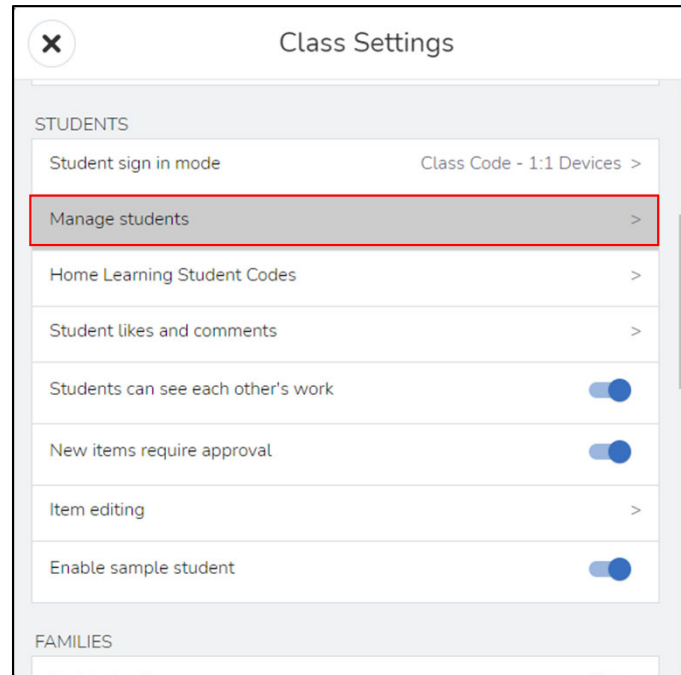 Class Settings
STUDENTS
Student sign in mode Class Code - 1:1 Devices >
Manage students >
Home Learning Student Codes >
Student likes and comments >
Students can see each other's work
New items require approval
Item editing >
Enable sample student
FAMILIES